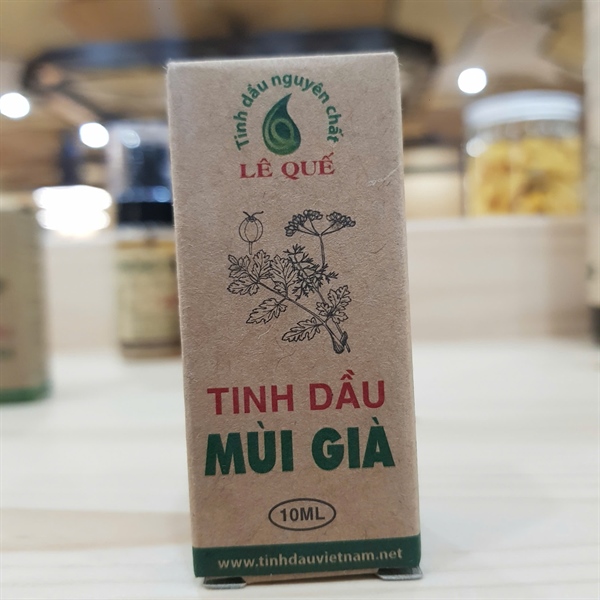 Tinh dầu nguyên chất
LÊ QUẾ
TINH DẦU
MÙI GIÀ
10ML
www.tinhdauvietnam.net